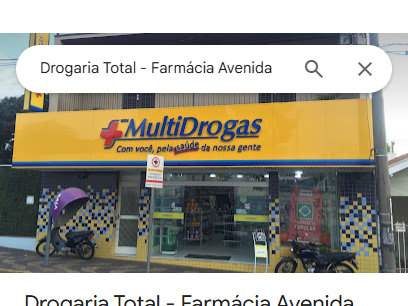 Drogaria Total - Farmácia Avenida
MultiDrogas
Com você, pela saúde da nossa gente
Drogaria Total - Farmácia Avenida